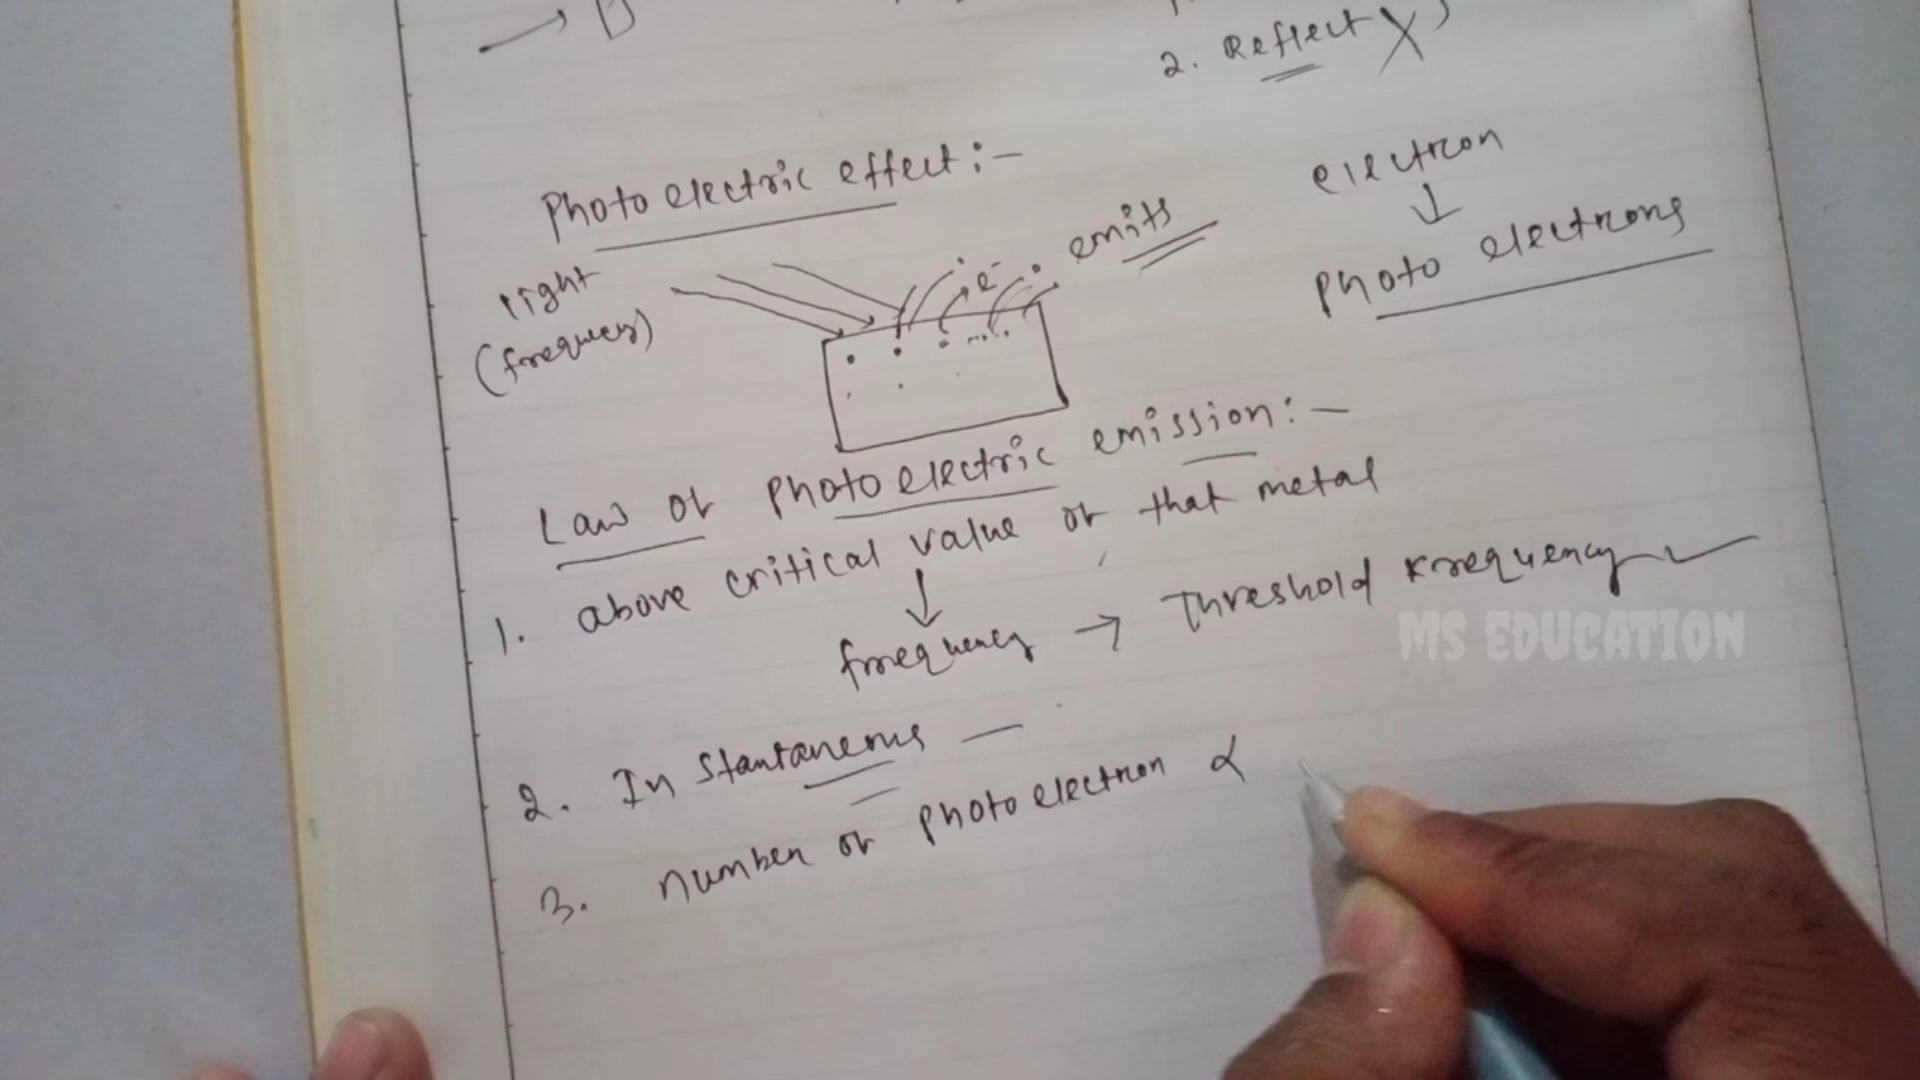 2. Reflect
Photo electric effect:-
electron
photo electrons
light
(frequency)
e-
emits
Law of photo electric emission:-
1. above critical value of that metal
frequency → Threshold frequency
MS EDUCATION
2. In stantaneous —
3. number of photo electron ∝